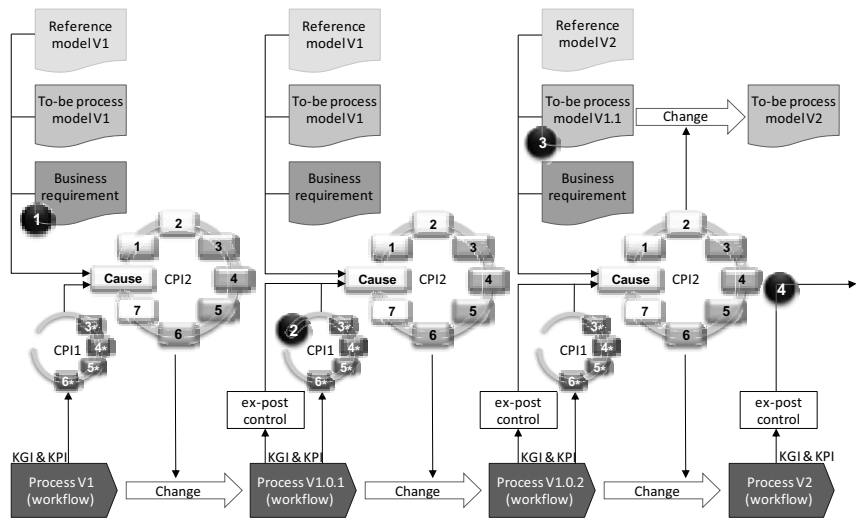 Reference
model V1
Reference
model V1
Reference
model V2
To-be process
model V1
To-be process
model V1
To-be process
model V1.1
Change
To-be process
model V2
3
Business
requirement
Business
requirement
Business
requirement
1
2
1
3
Cause
CPI2
4
7
5
6
2
1
3
Cause
CPI2
4
7
5
6
2
1
3
Cause
CPI2
4
7
5
6
4
3*
CPI1
4*
5*
6*
2
3*
CPI1
4*
5*
6*
3*
CPI1
4*
5*
6*
ex-post
control
ex-post
control
ex-post
control
KGI & KPI
KGI & KPI
KGI & KPI
KGI & KPI
Process V1
(workflow)
Change
Process V1.0.1
(workflow)
Change
Process V1.0.2
(workflow)
Change
Process V2
(workflow)